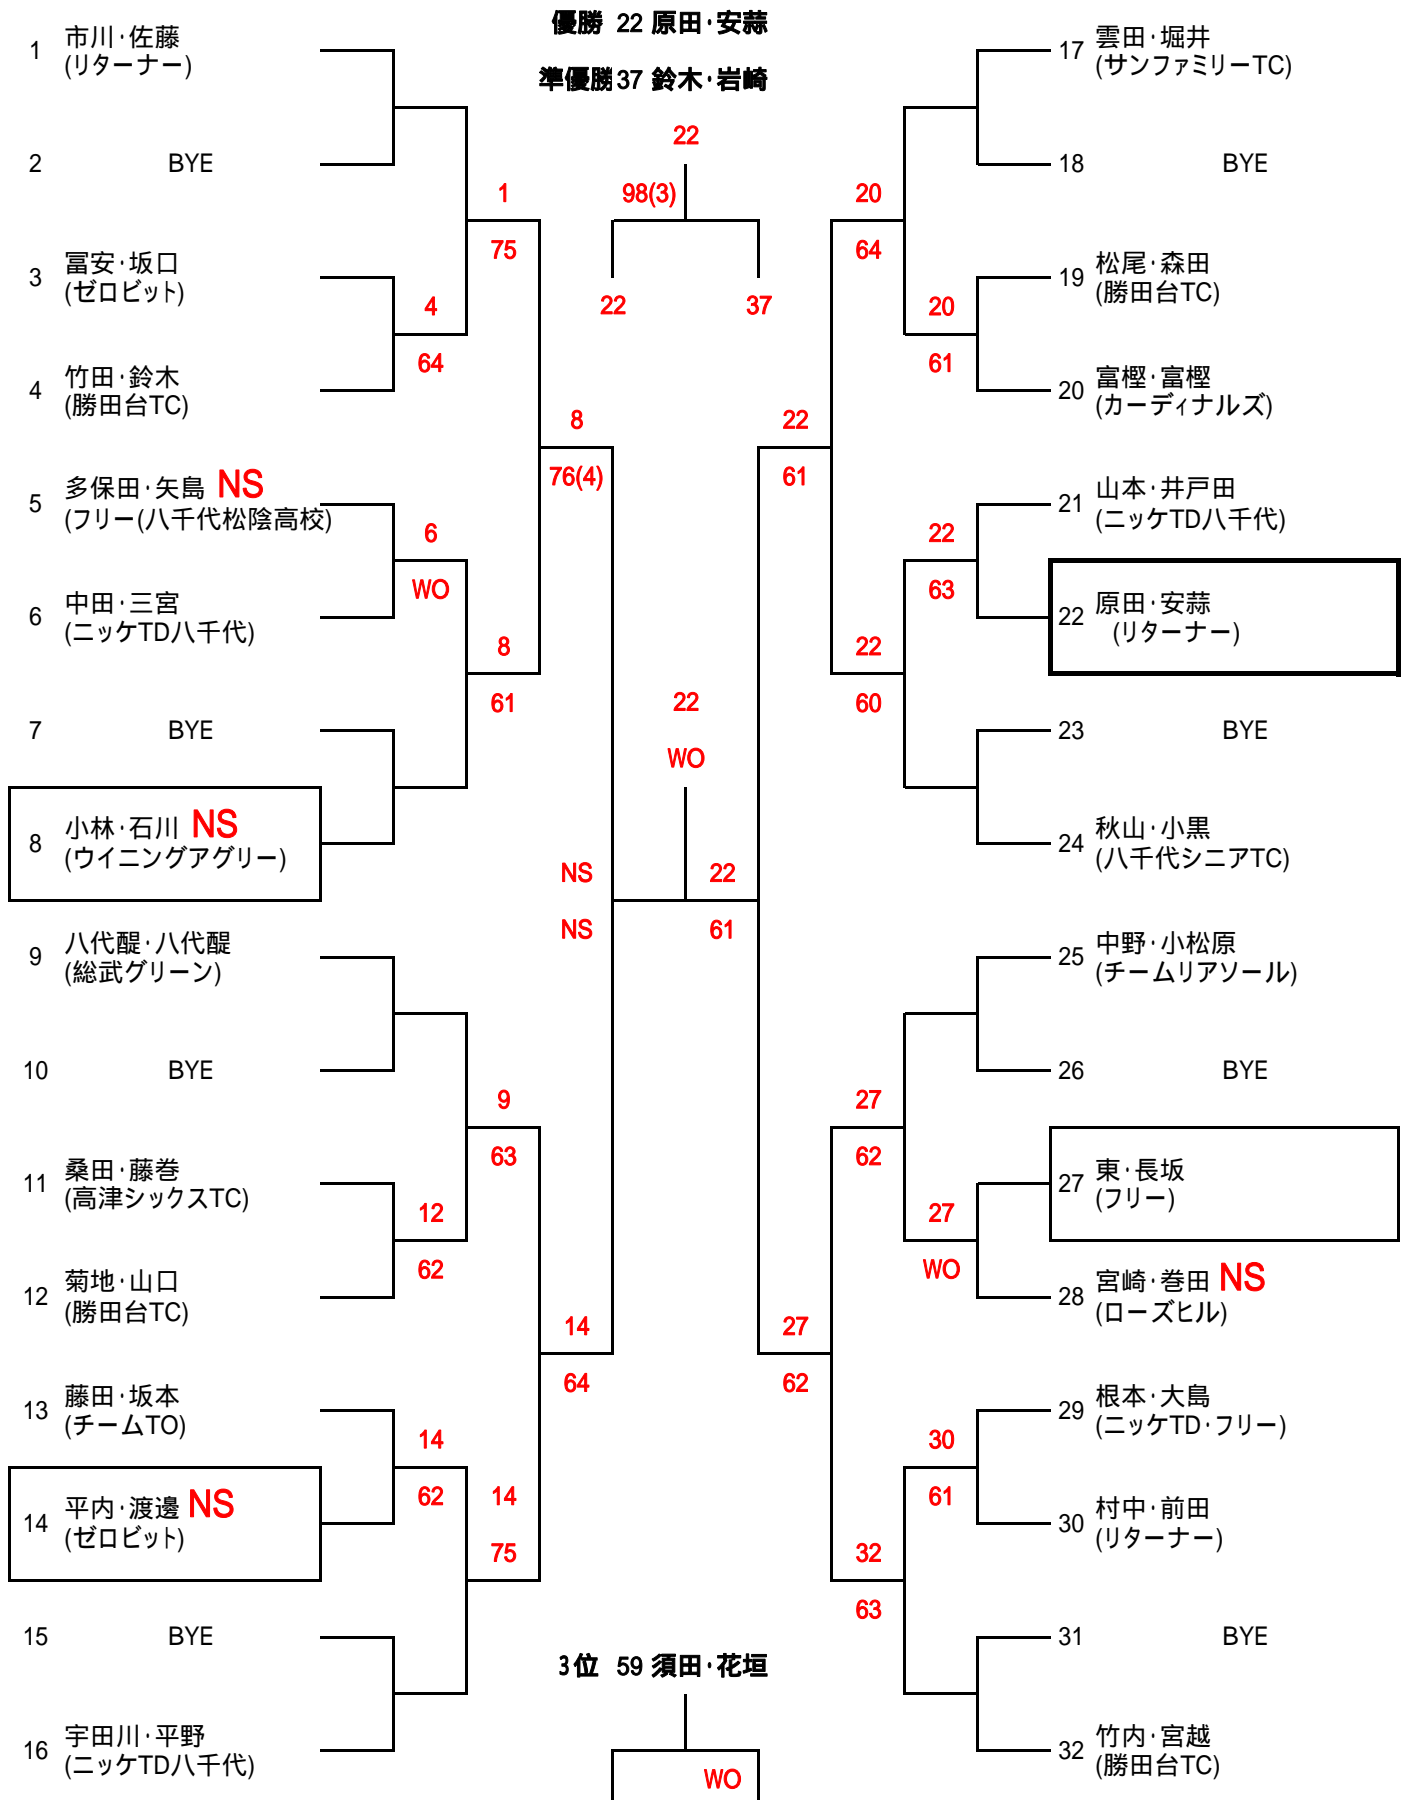 優勝 22 原田・安蒜
準優勝 37 鈴木・岩崎
22
98(3)
22
37
1 市川・佐藤
(リターナー)
2 BYE
1
75
3 冨安・坂口
(ゼロビット)
4
64
4 竹田・鈴木
(勝田台TC)
8
76(4)
5 多保田・矢島 NS
(フリー(八千代松陰高校)
6
WO
6 中田・三宮
(ニッケTD八千代)
8
61
7 BYE
8 小林・石川 NS
(ウイニングアグリー)
NS
NS
9 八代醍・八代醍
(総武グリーン)
10 BYE
9
63
11 桑田・藤巻
(高津シックスTC)
12
62
12 菊地・山口
(勝田台TC)
14
64
13 藤田・坂本
(チームTO)
14
62
14 平内・渡邊 NS
(ゼロビット)
14
75
15 BYE
16 宇田川・平野
(ニッケTD八千代)
22
WO
22
61
17 雲田・堀井
(サンファミリーTC)
18 BYE
20
64
19 松尾・森田
(勝田台TC)
20
61
20 富樫・富樫
(カーディナルズ)
22
61
21 山本・井戸田
(ニッケTD八千代)
22
63
22 原田・安蒜
(リターナー)
22
60
23 BYE
24 秋山・小黒
(八千代シニアTC)
25 中野・小松原
(チームリアソール)
26 BYE
27
62
27 東・長坂
(フリー)
27
WO
28 宮崎・巻田 NS
(ローズヒル)
27
62
29 根本・大島
(ニッケTD・フリー)
30
61
30 村中・前田
(リターナー)
32
63
31 BYE
32 竹内・宮越
(勝田台TC)
3位 59 須田・花垣
WO